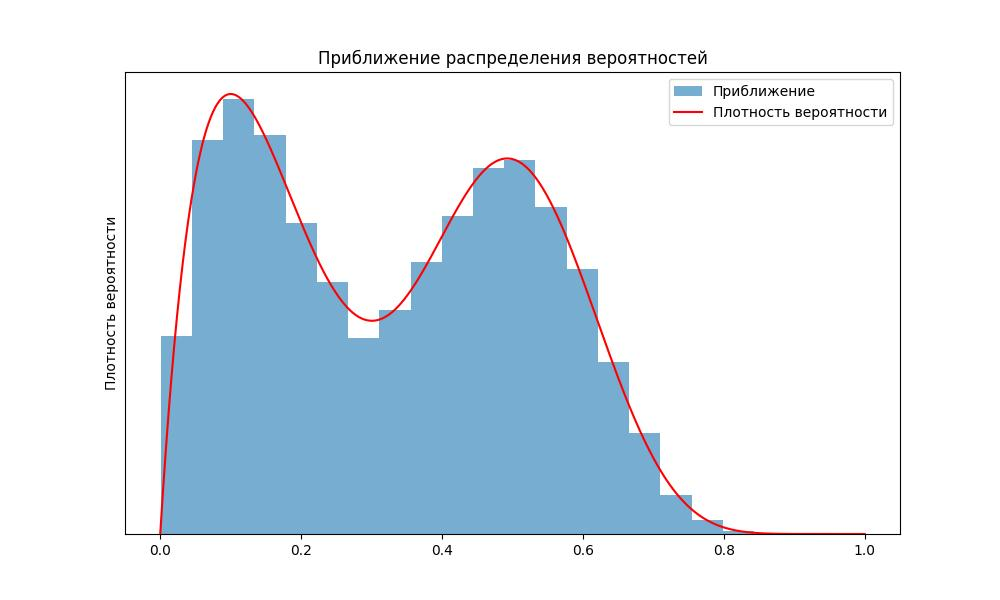 Приближение распределения вероятностей
Приближение
Плотность вероятности
Плотность вероятности
0.0 0.2 0.4 0.6 0.8 1.0